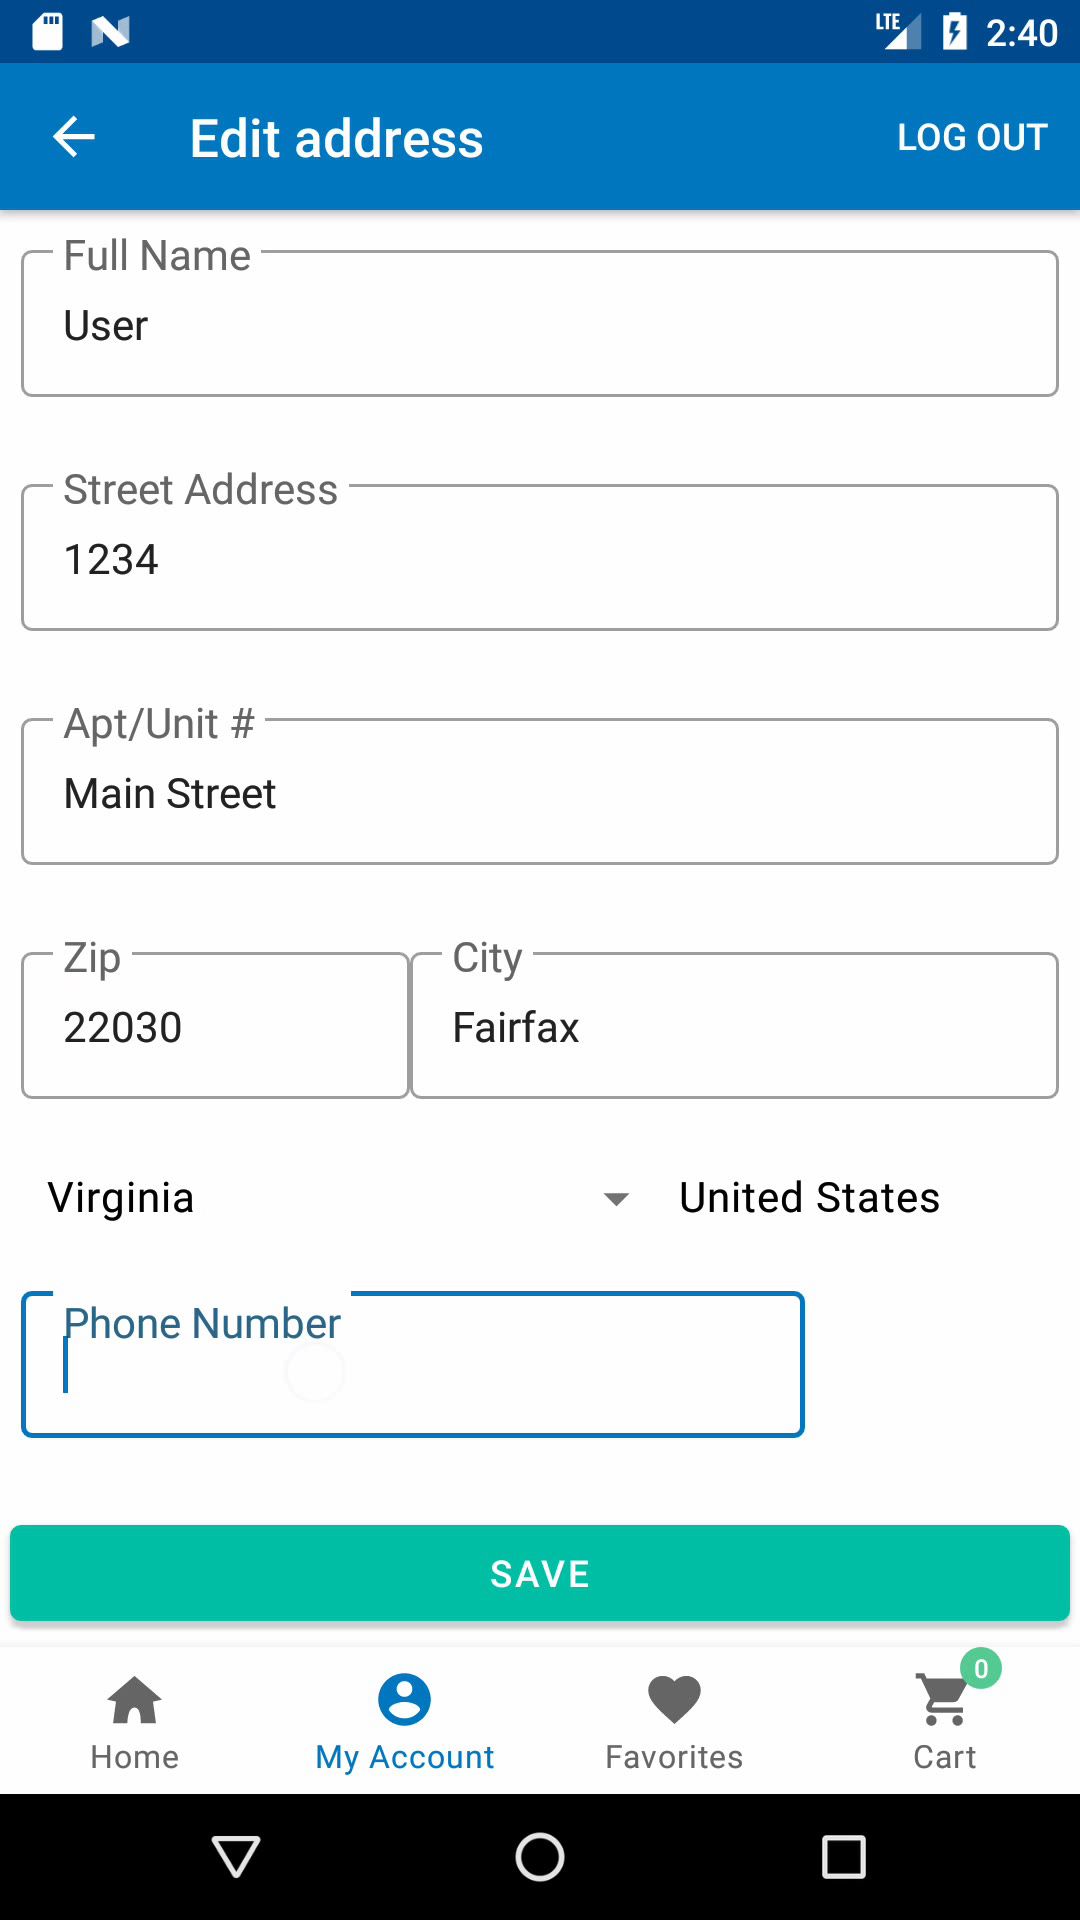 LTE 2:40
Edit address LOG OUT
Full Name
User
Street Address
1234
Apt/Unit #
Main Street
Zip City
22030 Fairfax
Virginia United States
Phone Number
SAVE
0
Home My Account Favorites Cart